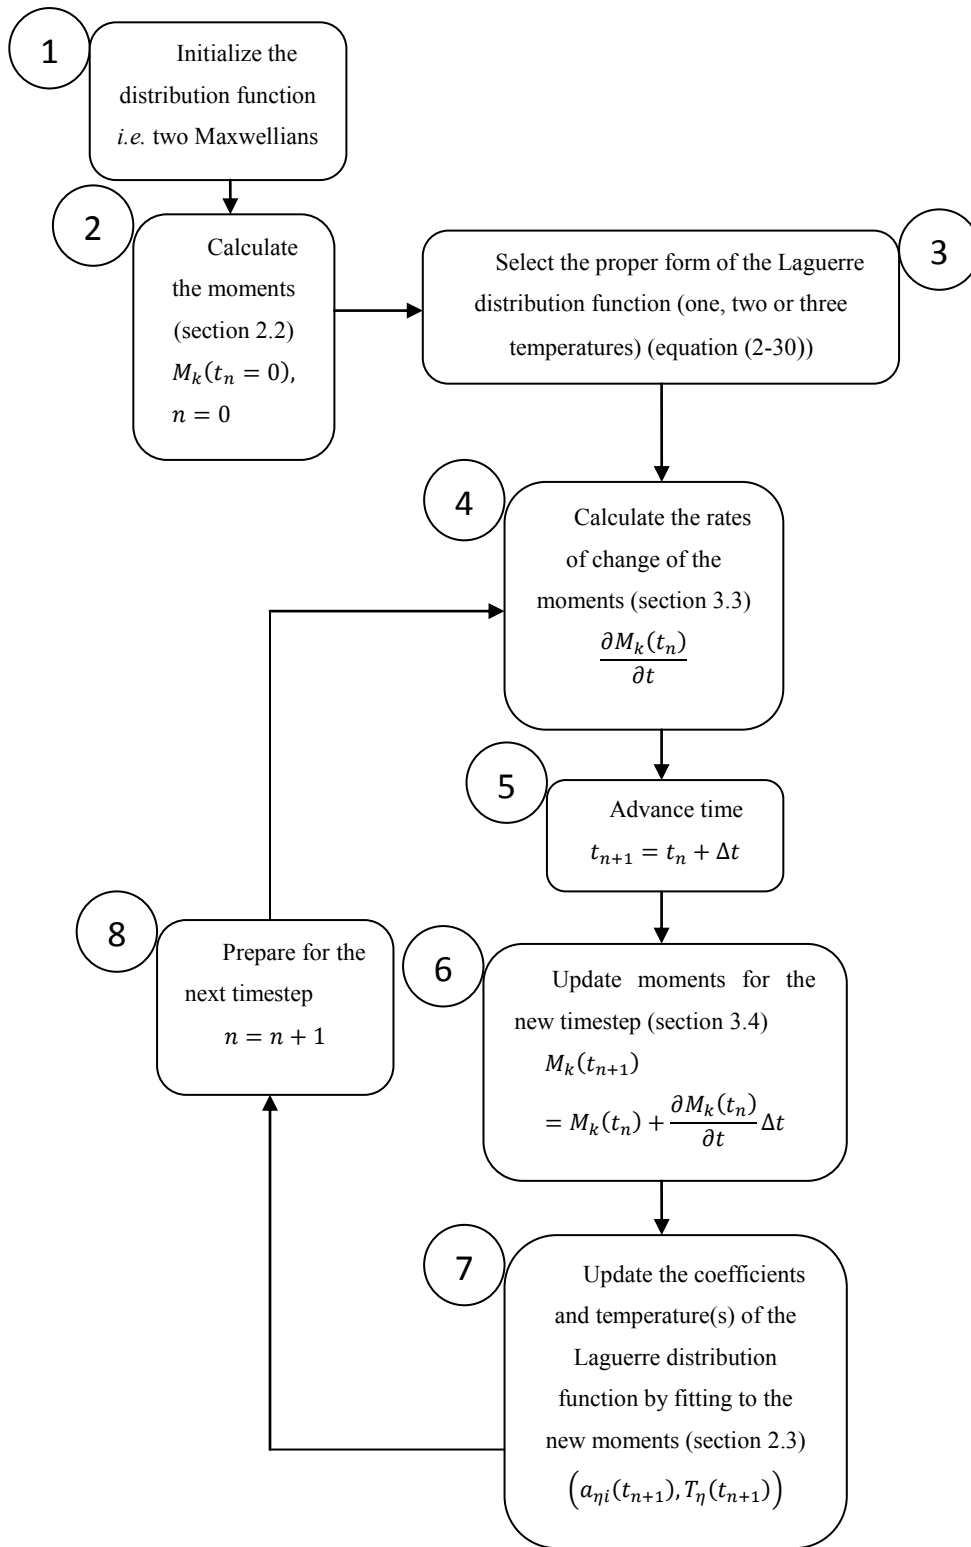 1
Initialize the
distribution function
i.e. two Maxwellians
2
Calculate
the moments
(section 2.2)
M_k(t_n = 0),
n = 0
3
Select the proper form of the Laguerre
distribution function (one, two or three
temperatures) (equation (2-30))
4
Calculate the rates
of change of the
moments (section 3.3)
∂M_k(t_n)
∂t
5
Advance time
t_{n+1} = t_n + Δt
6
Update moments for the
new timestep (section 3.4)
M_k(t_{n+1})
= M_k(t_n) + ∂M_k(t_n)/∂t Δt
7
Update the coefficients
and temperature(s) of the
Laguerre distribution
function by fitting to the
new moments (section 2.3)
(a_{ηi}(t_{n+1}), T_η(t_{n+1}))
8
Prepare for the
next timestep
n = n + 1